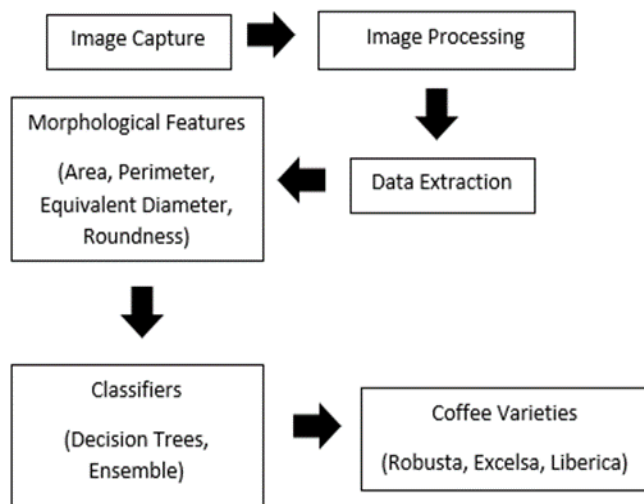 Image Capture
Image Processing
Data Extraction
Morphological Features
(Area, Perimeter,
Equivalent Diameter,
Roundness)
Classifiers
(Decision Trees,
Ensemble)
Coffee Varieties
(Robusta, Excelsa, Liberica)